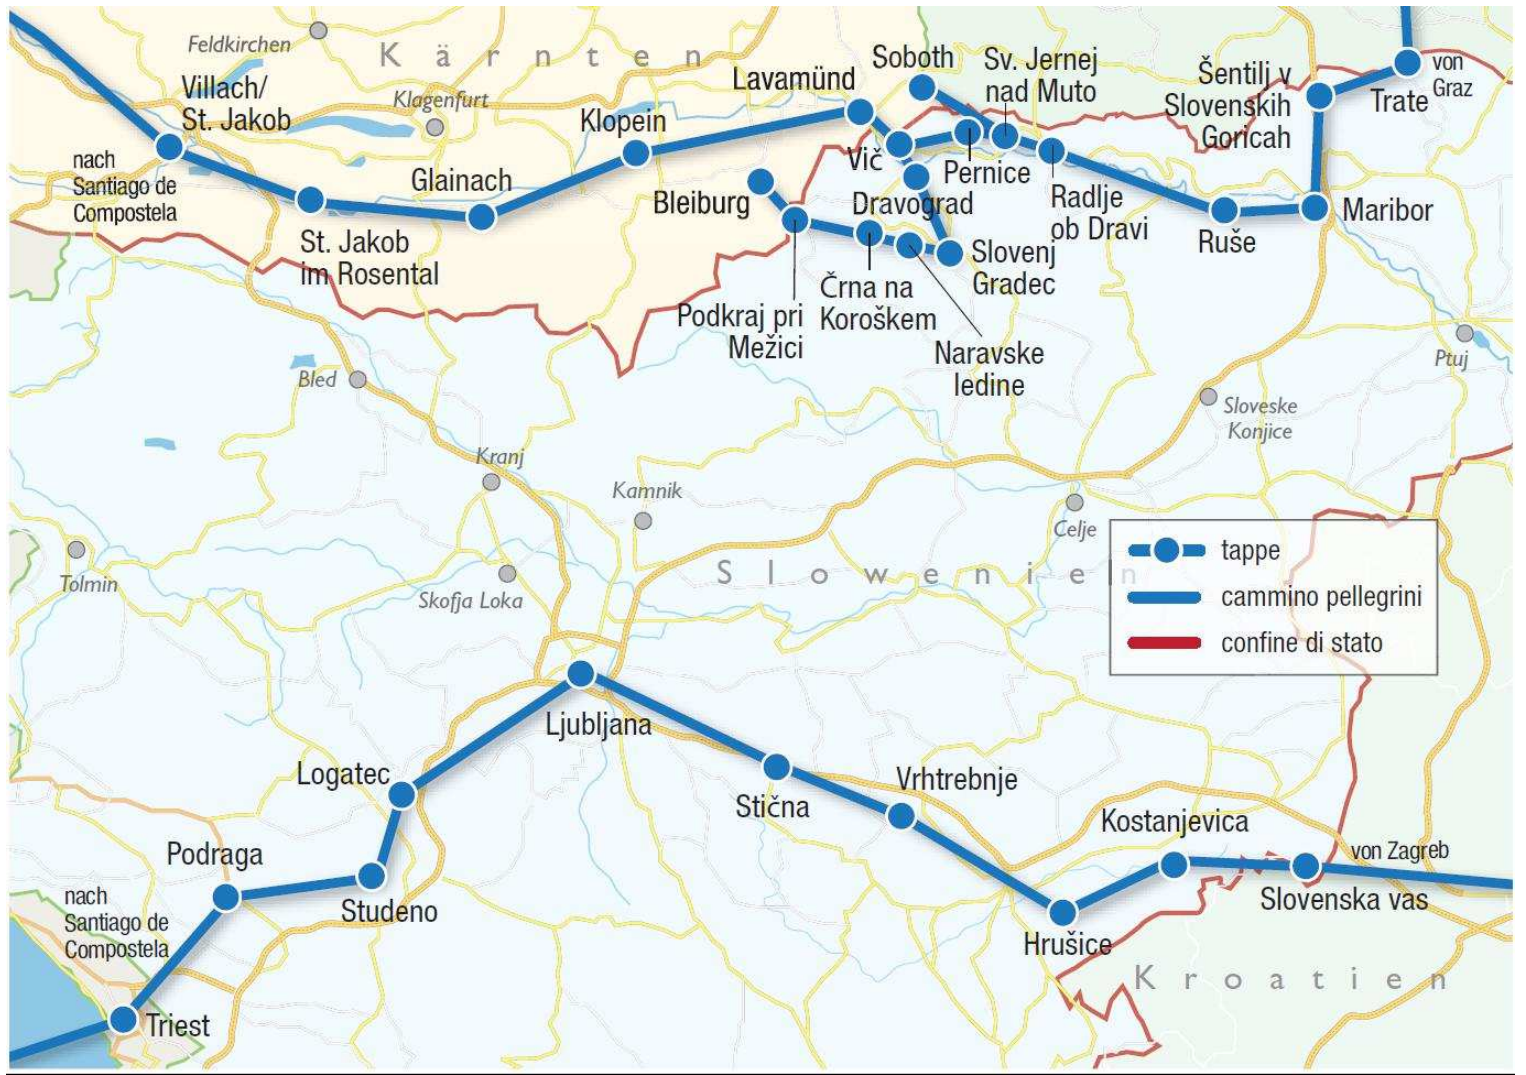 Feldkirchen
Kärnten
Villach/
St. Jakob
Klagenfurt
Klopein
Lavamünd
Soboth
Sv. Jernej
nad Muto
Šentilj v
Slovenskih
Goricah
Trate
von
Graz
nach
Santiago de
Compostela
Glainach
St. Jakob
im Rosental
Bleiburg
Vič
Dravograd
Pernice
Radlje
ob Dravi
Ruše
Maribor
Slovenj
Gradec
Črna na
Koroškem
Podkraj pri
Mežici
Naravske
ledine
Ptuj
Bled
Sloveske
Konjice
Kranj
Kamnik
Celje
Tolmin
Skofja Loka
Slowenieln
tappe
cammino pellegrini
confine di stato
Ljubljana
Logatec
Stična
Vrhtrebnje
Kostanjevica
von Zagreb
Slovenska vas
Podraga
Studeno
nach
Santiago de
Compostela
Hrušice
Kroatien
Triest